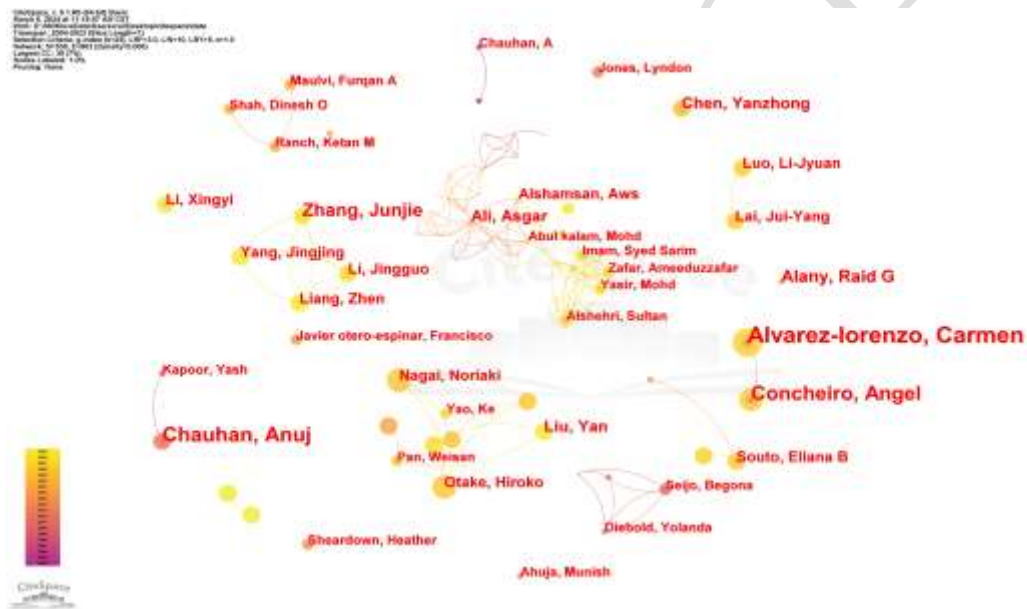 Chauhan, A
Jones, Lyndon
Maulvi, Furqan A
Shah, Dinesh O
Chen, Yanzhong
Ranch, Ketan M
Luo, Li-Jyuan
Li, Xingyi
Alshamsan, Aws
Zhang, Junjie
Ali, Asgar
Lai, Jui-Yang
Abul kalam, Mohd
Yang, Jingjing
Imam, Syed Sarim
Li, Jingguo
Zafar, Ameeduzzafar
Alany, Raid G
Yasir, Mohd
Liang, Zhen
Alshehri, Sultan
Javier otero-espinar, Francisco
Alvarez-lorenzo, Carmen
Kapoor, Yash
Nagai, Noriaki
Concheiro, Angel
Yao, Ke
Chauhan, Anuj
Liu, Yan
Pan, Weisan
Souto, Eliana B
Otake, Hiroko
Seijo, Begona
Diebold, Yolanda
Sheardown, Heather
Ahuja, Munish
CiteSpace